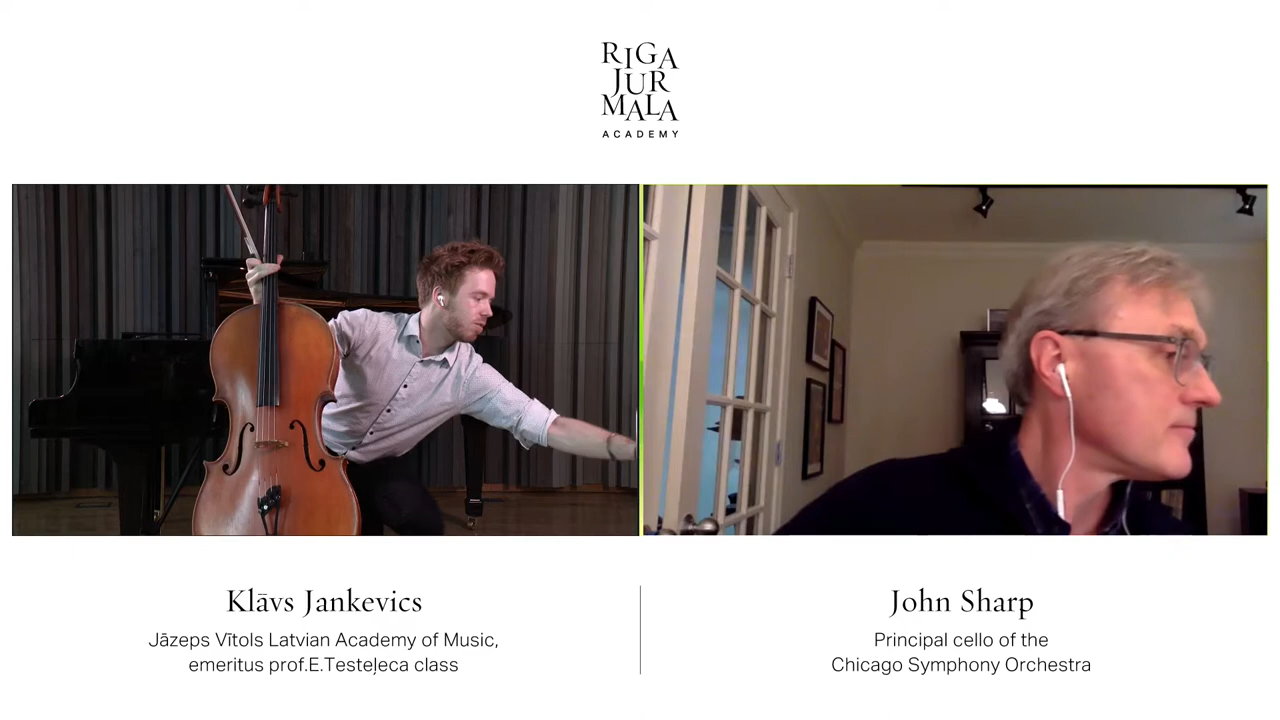 RIGA
JUR
MALA
ACADEMY
Klāvs Jankevics
Jāzeps Vītols Latvian Academy of Music,
emeritus prof.E.Testeļeca class
John Sharp
Principal cello of the
Chicago Symphony Orchestra